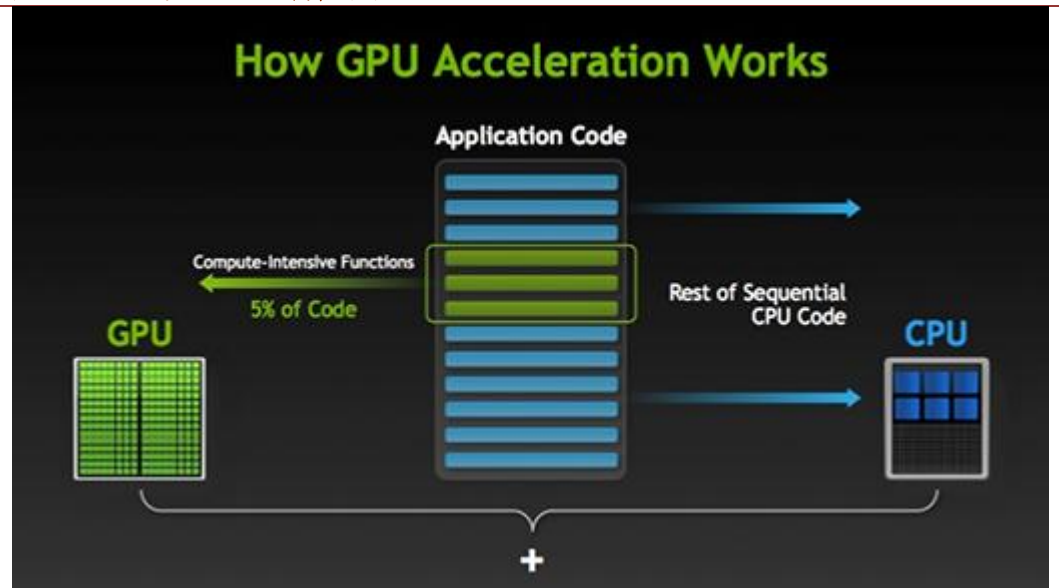 How GPU Acceleration Works
Application Code
Compute-Intensive Functions
5% of Code
Rest of Sequential
CPU Code
GPU
CPU
+